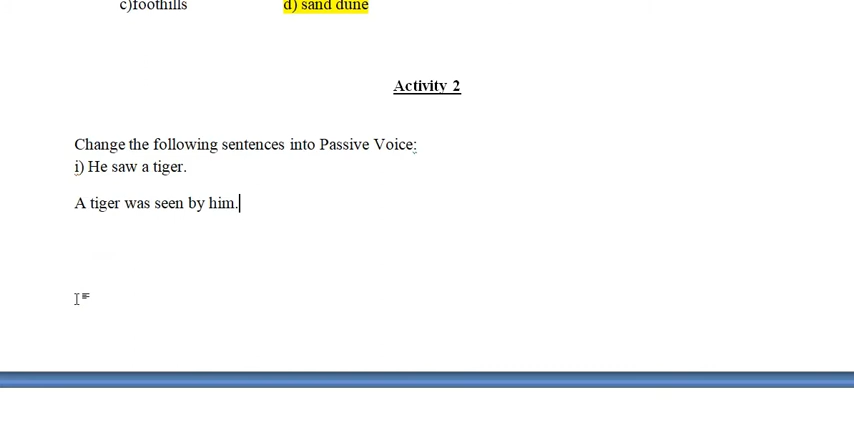 c)foothills d) sand dune
Activity 2
Change the following sentences into Passive Voice:
i) He saw a tiger.
A tiger was seen by him.